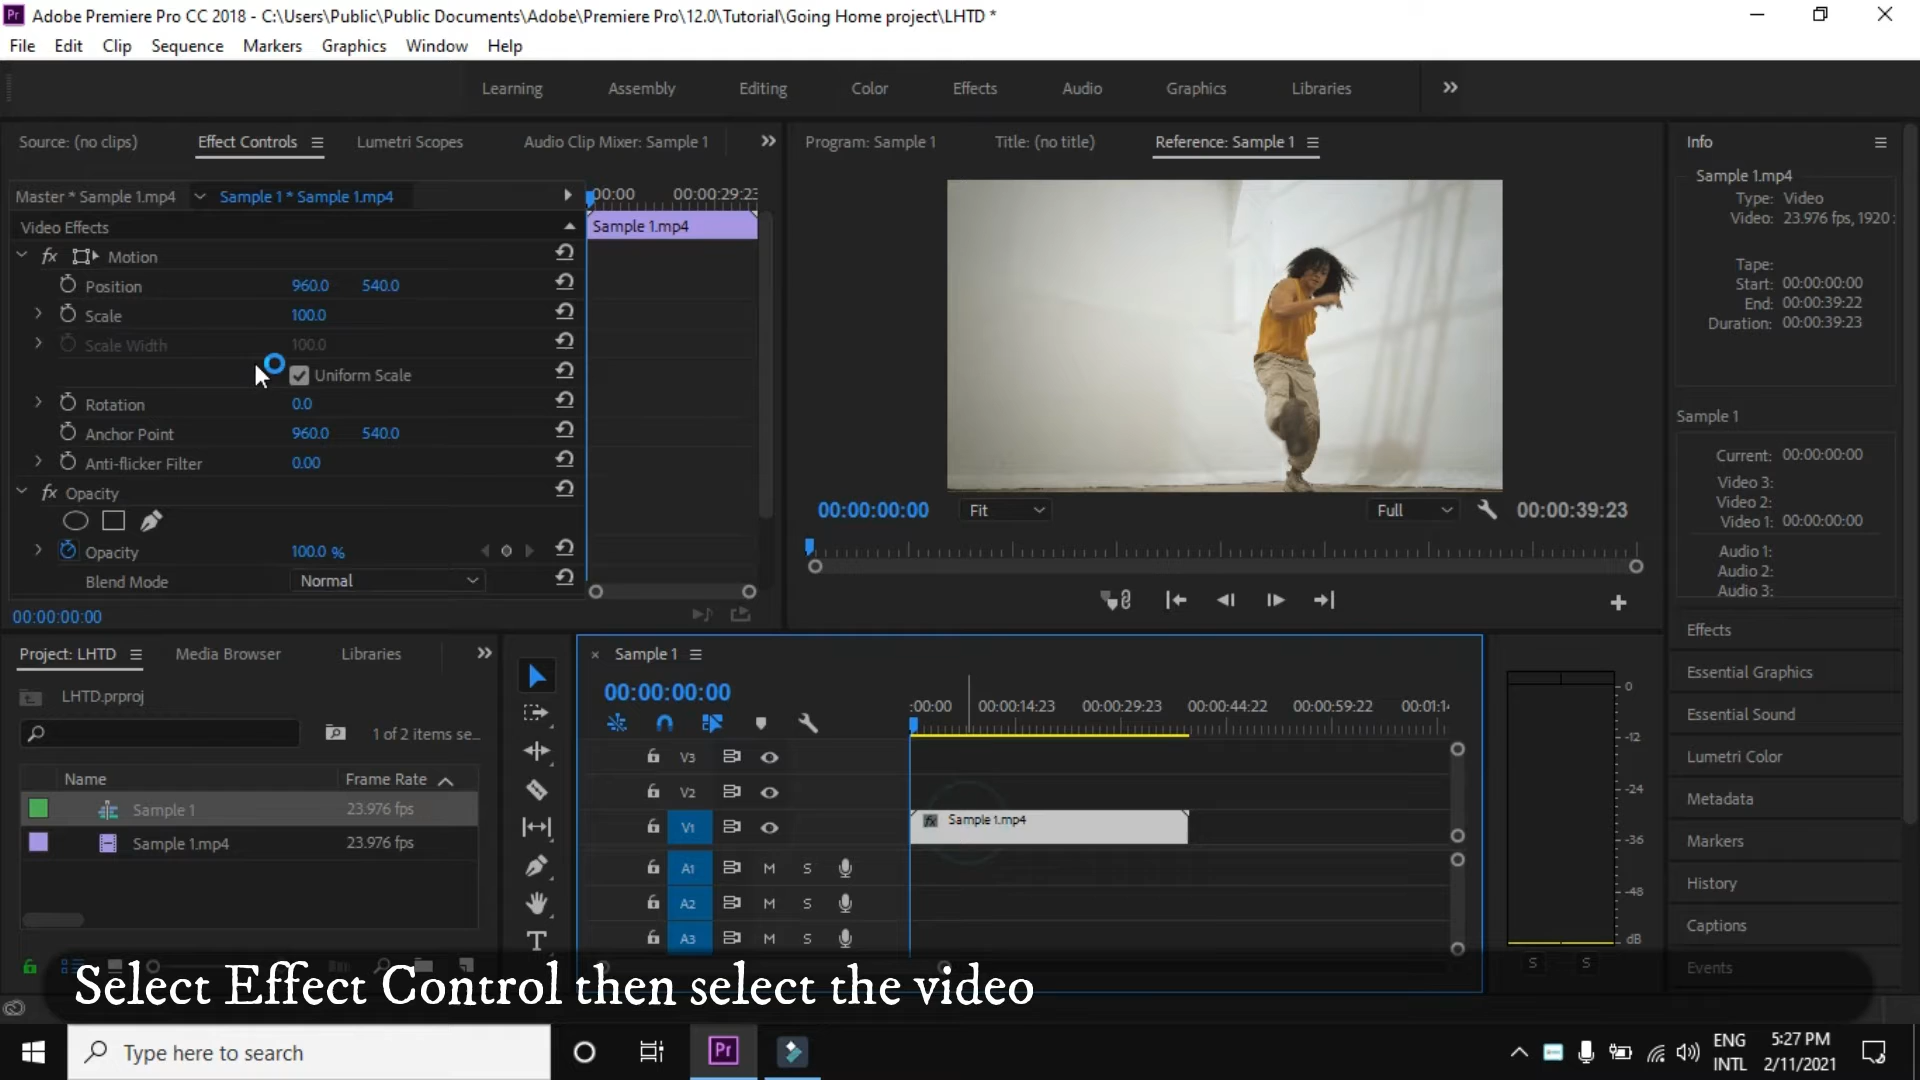 Pr Adobe Premiere Pro CC 2018 - C:\Users\Public\Public Documents\Adobe\Premiere Pro\12.0\Tutorial\Going Home project\LHTD *
File Edit Clip Sequence Markers Graphics Window Help
Learning Assembly Editing Color Effects Audio Graphics Libraries
Source: (no clips) Effect Controls Lumetri Scopes Audio Clip Mixer: Sample 1
Master * Sample 1.mp4 Sample 1 * Sample 1.mp4
:00:00 00:00:29:23
Video Effects
Sample 1.mp4
fx Motion
Position 960.0 540.0
Scale 100.0
Scale Width 100.0
Uniform Scale
Rotation 0.0
Anchor Point 960.0 540.0
Anti-flicker Filter 0.00
fx Opacity
Opacity 100.0 %
Blend Mode Normal
00:00:00:00
Program: Sample 1 Title: (no title) Reference: Sample 1
00:00:00:00 Fit Full 00:00:39:23
Info
Sample 1.mp4
Type: Video
Video: 23.976 fps, 1920
Tape:
Start: 00:00:00:00
End: 00:00:39:22
Duration: 00:00:39:23
Sample 1
Current: 00:00:00:00
Video 3:
Video 2:
Video 1: 00:00:00:00
Audio 1:
Audio 2:
Audio 3:
Effects
Essential Graphics
Essential Sound
Lumetri Color
Metadata
Markers
History
Captions
Events
Project: LHTD Media Browser Libraries
LHTD.prproj
1 of 2 items se...
Name Frame Rate
Sample 1 23.976 fps
Sample 1.mp4 23.976 fps
T
Sample 1
00:00:00:00
:00:00 00:00:14:23 00:00:29:23 00:00:44:22 00:00:59:22 00:01:1
V3
V2
V1
fx Sample 1.mp4
A1 M S
A2 M S
A3 M S
0
-12
-24
-36
-48
dB
S S
Select Effect Control then select the video
Type here to search
Pr
ENG
INTL
5:27 PM
2/11/2021